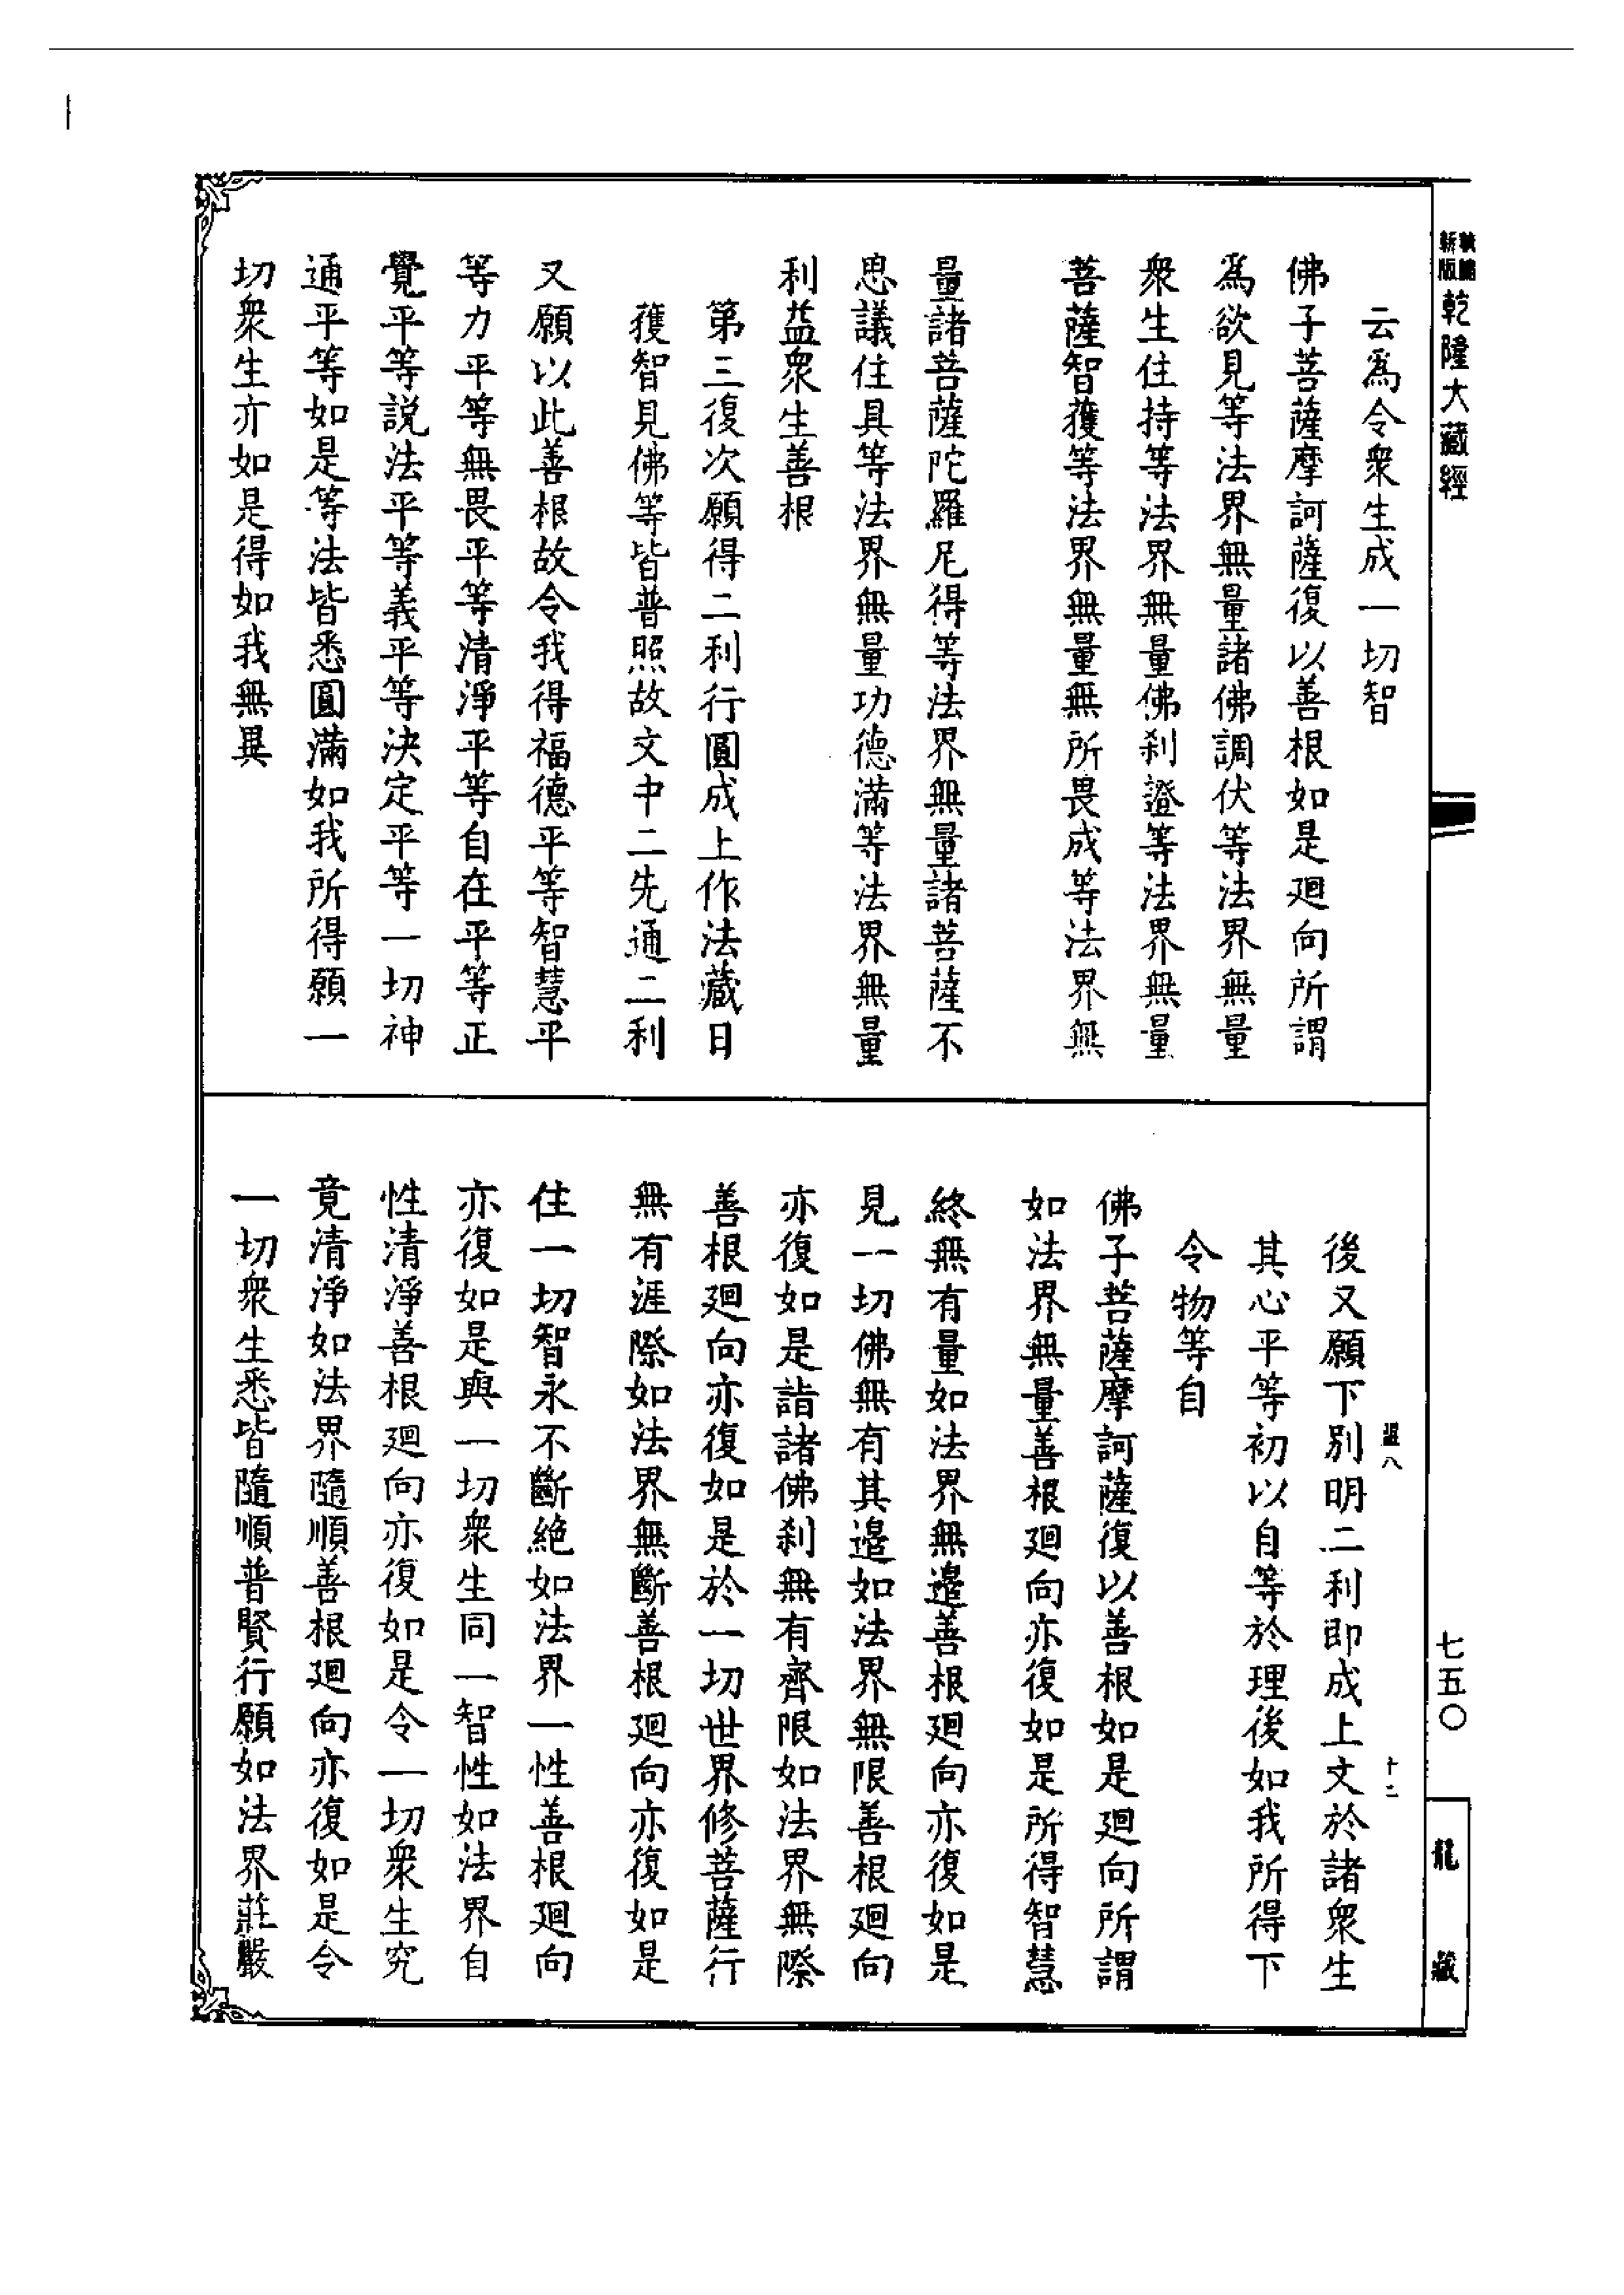 乾隆大藏經
云爲令衆生成一切智
佛子菩薩摩訶薩復以善根如是廻向所謂
爲欲見等法界無量諸佛調伏等法界無量
衆生住持等法界無量佛刹證等法界無量
菩薩智獲等法界無量無所畏成等法界無
量諸菩薩陀羅尼得等法界無量諸菩薩不
思議住具等法界無量功德滿等法界無量
利益衆生善根
第三復次願得二利行圓成上作法藏日
獲智見佛等皆普照故文中二先通二利
又願以此善根故令我得福德平等智慧平
等力平等無畏平等清淨平等自在平等正
覺平等說法平等義平等決定平等一切神
通平等如是等法皆悉圓滿如我所得願一
切衆生亦如是得如我無異
後又願下別明二利即成上文於諸衆生
其心平等初以自等於理後如我所得下
令物等自
佛子菩薩摩訶薩復以善根如是廻向所謂
如法界無量善根廻向亦復如是所得智慧
終無有量如法界無邊善根廻向亦復如是
見一切佛無有其邊如法界無限善根廻向
亦復如是詣諸佛刹無有齊限如法界無際
善根廻向亦復如是於一切世界修菩薩行
無有涯際如法界無斷善根廻向亦復如是
住一切智永不斷絶如法界一性善根廻向
亦復如是與一切衆生同一智性如法界自
性清淨善根廻向亦復如是令一切衆生究
竟清淨如法界隨順善根廻向亦復如是令
一切衆生悉皆隨順普賢行願如法界莊嚴
八
十二
七五〇
龍藏